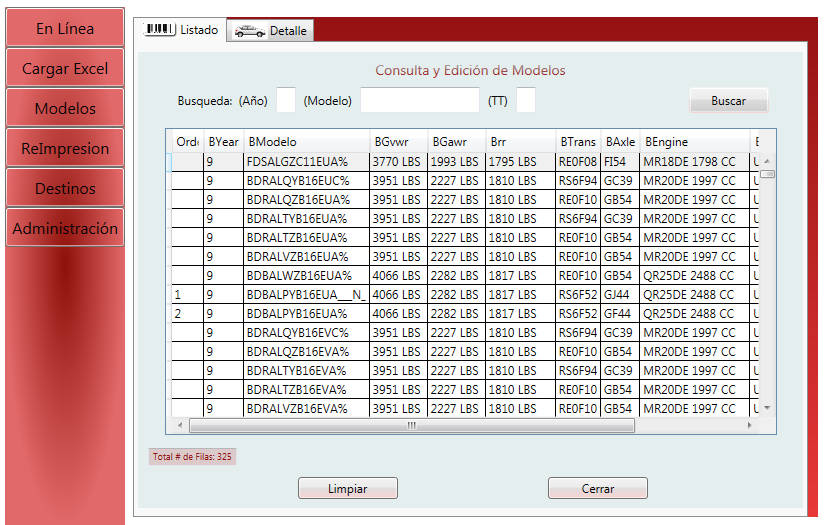 En Línea
Cargar Excel
Modelos
ReImpresion
Destinos
Administración
Listado Detalle
Consulta y Edición de Modelos
Busqueda: (Año) (Modelo) (TT) Buscar
Orde BYear BModelo BGvwr BGawr Brr BTrans BAxle BEngine
9 FDSALGZC11EUA% 3770 LBS 1993 LBS 1795 LBS RE0F08 FI54 MR18DE 1798 CC
9 BDRALQYB16EUC% 3951 LBS 2227 LBS 1810 LBS RS6F94 GC39 MR20DE 1997 CC
9 BDRALQZB16EUA% 3951 LBS 2227 LBS 1810 LBS RE0F10 GB54 MR20DE 1997 CC
9 BDRALTYB16EUA% 3951 LBS 2227 LBS 1810 LBS RS6F94 GC39 MR20DE 1997 CC
9 BDRALTZB16EUA% 3951 LBS 2227 LBS 1810 LBS RE0F10 GB54 MR20DE 1997 CC
9 BDRALVZB16EUA% 3951 LBS 2227 LBS 1810 LBS RE0F10 GB54 MR20DE 1997 CC
9 BDBALWZB16EUA% 4066 LBS 2282 LBS 1817 LBS RE0F10 GB54 QR25DE 2488 CC
1 9 BDBALPYB16EUA___N_ 4066 LBS 2282 LBS 1817 LBS RS6F52 GJ44 QR25DE 2488 CC
2 9 BDBALPYB16EUA% 4066 LBS 2282 LBS 1817 LBS RS6F52 GF44 QR25DE 2488 CC
9 BDRALQYB16EVC% 3951 LBS 2227 LBS 1810 LBS RS6F94 GC39 MR20DE 1997 CC
9 BDRALQZB16EVA% 3951 LBS 2227 LBS 1810 LBS RE0F10 GB54 MR20DE 1997 CC
9 BDRALTYB16EVA% 3951 LBS 2227 LBS 1810 LBS RS6F94 GC39 MR20DE 1997 CC
9 BDRALTZB16EVA% 3951 LBS 2227 LBS 1810 LBS RE0F10 GB54 MR20DE 1997 CC
9 BDRALVZB16EVA% 3951 LBS 2227 LBS 1810 LBS RE0F10 GB54 MR20DE 1997 CC
Total # de Filas: 325
Limpiar Cerrar